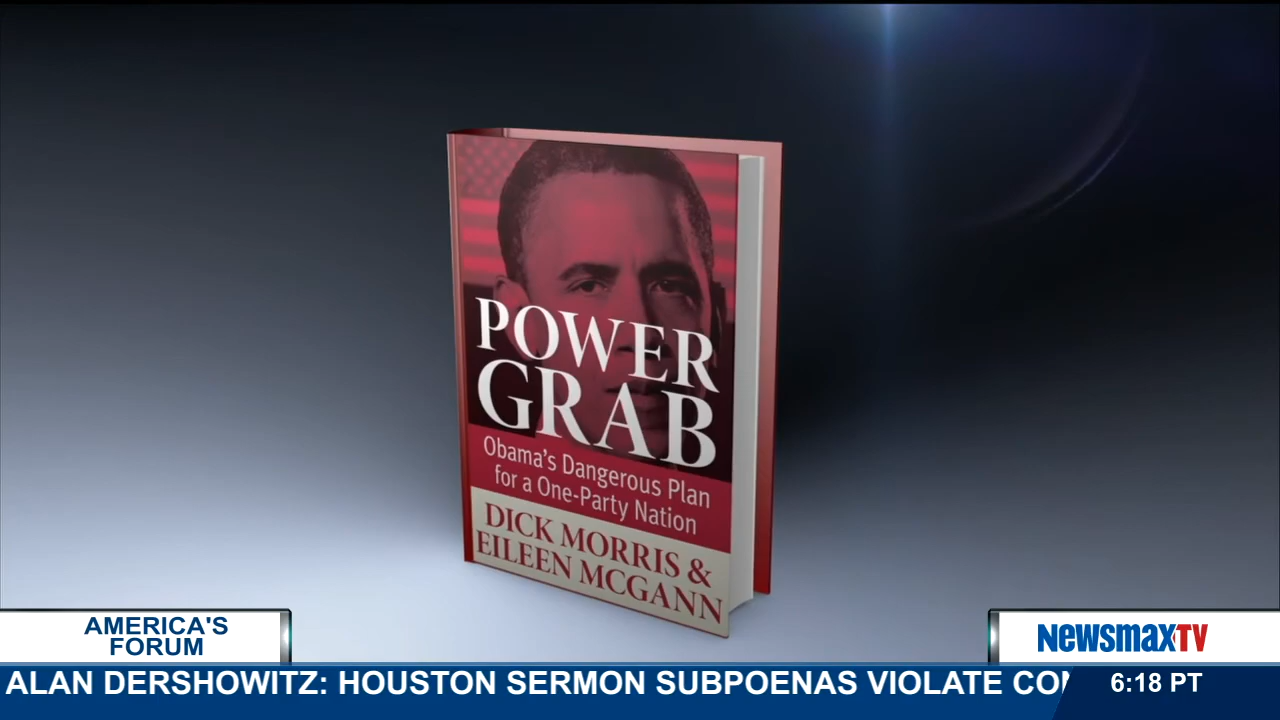 POWER
GRAB
Obama's Dangerous Plan
for a One-Party Nation
DICK MORRIS &
EILEEN MCGANN
AMERICA'S
FORUM
NEWSMAXTV
ALAN DERSHOWITZ: HOUSTON SERMON SUBPOENAS VIOLATE
6:18 PT